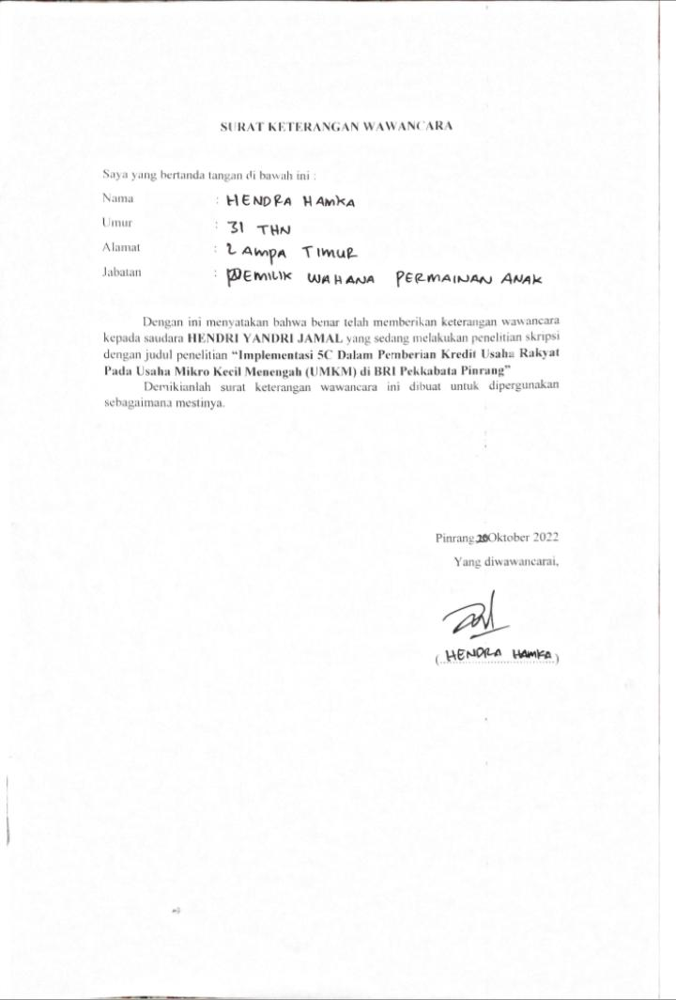 SURAT KETERANGAN WAWANCARA
Saya yang bertanda tangan di bawah ini :
Nama : HENDRA HAMKA
Umur : 31 THN
Alamat : LAMPA TIMUR
Jabatan : PEMILIK WAHANA PERMAINAN ANAK
Dengan ini menyatakan bahwa benar telah memberikan keterangan wawancara
kepada saudara HENDRI YANDRI JAMAL yang sedang melakukan penelitian skripsi
dengan judul penelitian “Implementasi 5C Dalam Pemberian Kredit Usaha Rakyat
Pada Usaha Mikro Kecil Menengah (UMKM) di BRI Pekkabata Pinrang”
Demikianlah surat keterangan wawancara ini dibuat untuk dipergunakan
sebagaimana mestinya.
Pinrang, Oktober 2022
Yang diwawancarai,
( HENDRA HAMKA )